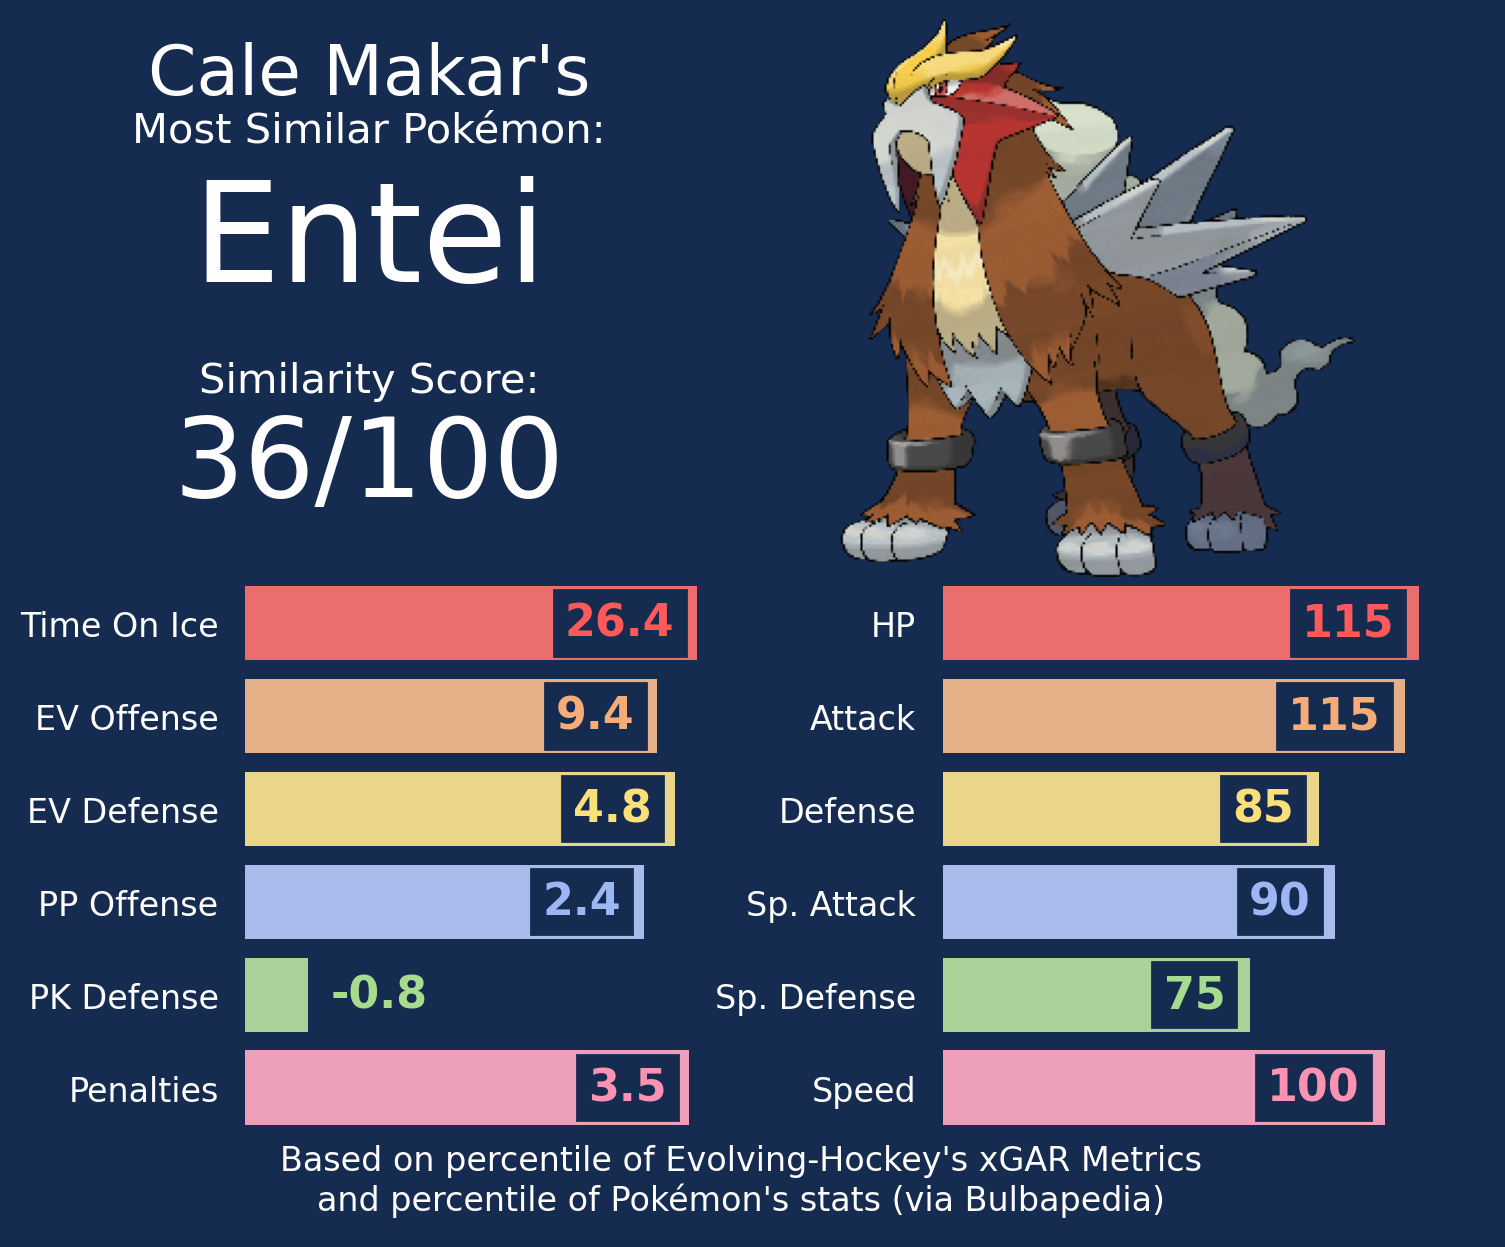 Cale Makar's
Most Similar Pokémon:
Entei
Similarity Score:
36/100
Time On Ice 26.4
EV Offense 9.4
EV Defense 4.8
PP Offense 2.4
PK Defense -0.8
Penalties 3.5
HP 115
Attack 115
Defense 85
Sp. Attack 90
Sp. Defense 75
Speed 100
Based on percentile of Evolving-Hockey's xGAR Metrics
and percentile of Pokémon's stats (via Bulbapedia)